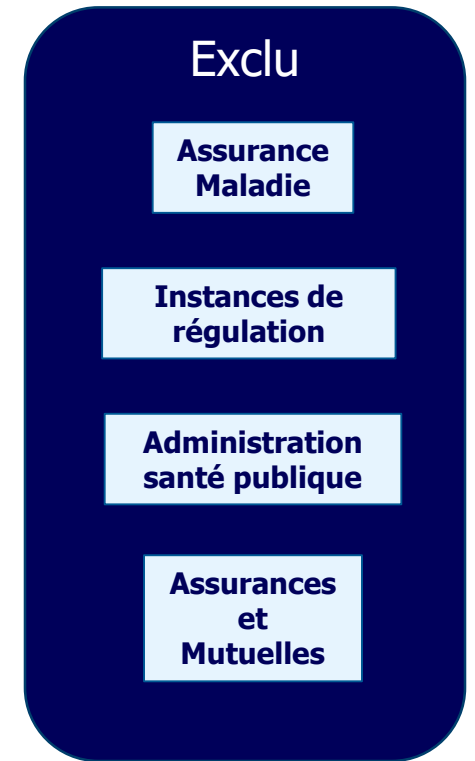 Exclu
Assurance
Maladie
Instances de
régulation
Administration
santé publique
Assurances
et
Mutuelles